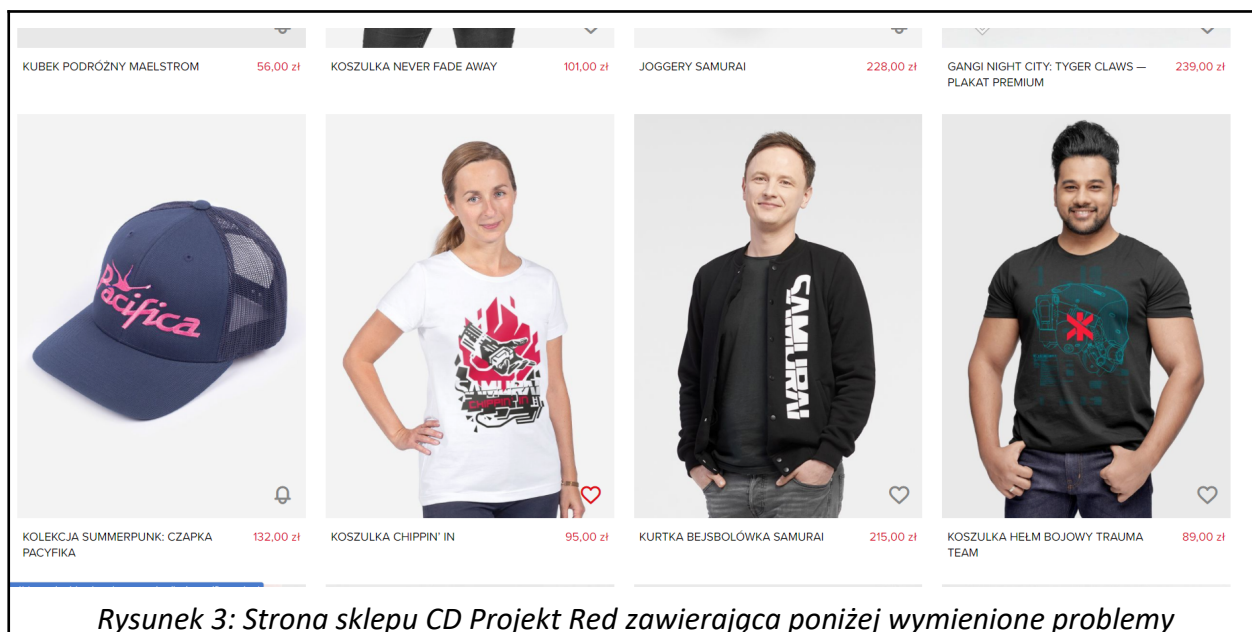 KUBEK PODRÓŻNY MAELSTROM 56,00 zł KOSZULKA NEVER FADE AWAY 101,00 zł JOGGERY SAMURAI 228,00 zł GANGI NIGHT CITY: TYGER CLAWS — 239,00 zł
PLAKAT PREMIUM
Pacifica
SAMURAI
CHIPPIN' IN
SAMURAI
KOLEKCJA SUMMERPUNK: CZAPKA 132,00 zł KOSZULKA CHIPPIN' IN 95,00 zł KURTKA BEJSBOLÓWKA SAMURAI 215,00 zł KOSZULKA HEŁM BOJOWY TRAUMA 89,00 zł
PACYFIKA TEAM
Rysunek 3: Strona sklepu CD Projekt Red zawierająca poniżej wymienione problemy